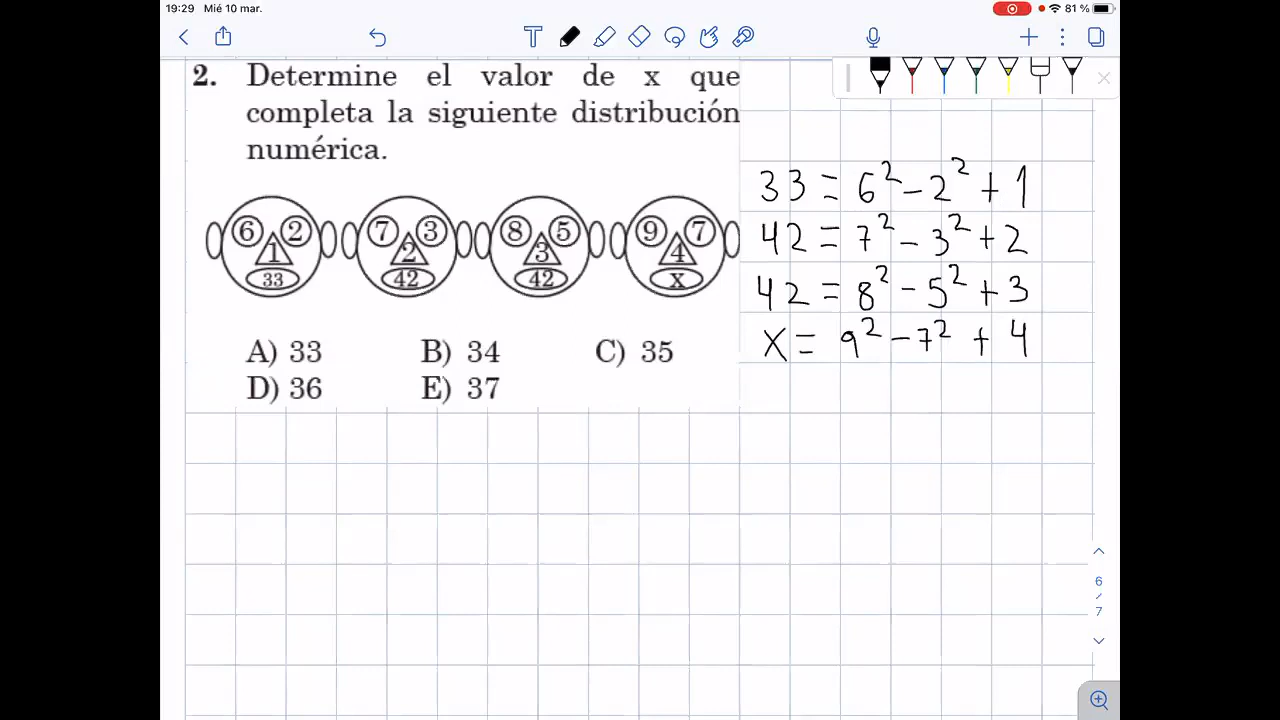 19:29 Mié 10 mar.
81 %
2. Determine el valor de x que
completa la siguiente distribución
numérica.
6 2 1 33
7 3 2 42
8 5 3 42
9 7 4 x
A) 33 B) 34 C) 35
D) 36 E) 37
33 = 6² - 2² + 1
42 = 7² - 3² + 2
42 = 8² - 5² + 3
x = 9² - 7² + 4
6
/
7